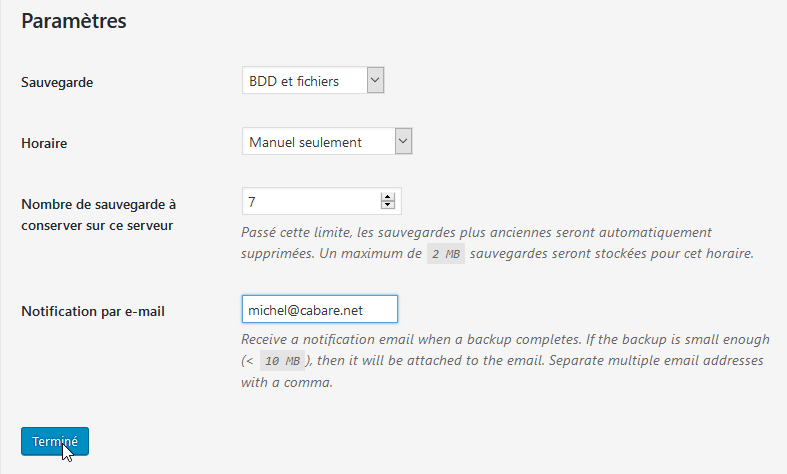 Paramètres
Sauvegarde
BDD et fichiers
Horaire
Manuel seulement
Nombre de sauvegarde à
conserver sur ce serveur
7
Passé cette limite, les sauvegardes plus anciennes seront automatiquement
supprimées. Un maximum de 2 MB sauvegardes seront stockées pour cet horaire.
Notification par e-mail
michel@cabare.net
Receive a notification email when a backup completes. If the backup is small enough
(< 10 MB), then it will be attached to the email. Separate multiple email addresses
with a comma.
Terminé